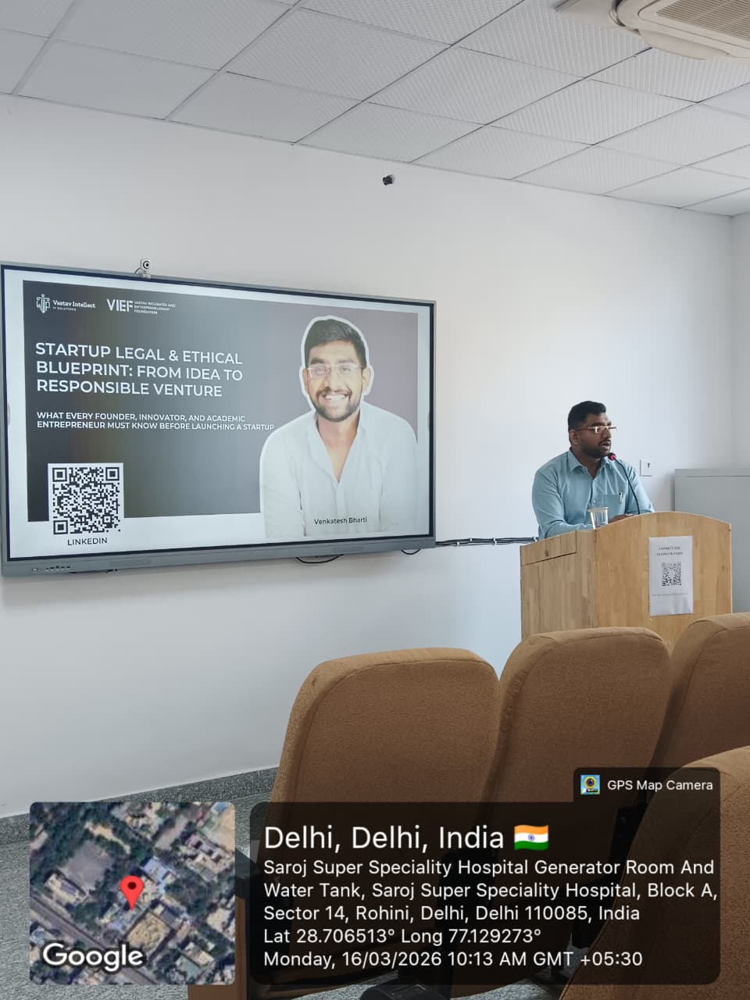 Vastav Intellect
IP SOLUTIONS
VIEF
VASTAV INCUBATES AND
ENTREPRENEURSHIP
FOUNDATION
STARTUP LEGAL & ETHICAL
BLUEPRINT: FROM IDEA TO
RESPONSIBLE VENTURE
WHAT EVERY FOUNDER, INNOVATOR, AND ACADEMIC
ENTREPRENEUR MUST KNOW BEFORE LAUNCHING A STARTUP
LINKEDIN
Venkatesh Bharti
GPS Map Camera
Google
Delhi, Delhi, India
Saroj Super Speciality Hospital Generator Room And
Water Tank, Saroj Super Speciality Hospital, Block A,
Sector 14, Rohini, Delhi, Delhi 110085, India
Lat 28.706513° Long 77.129273°
Monday, 16/03/2026 10:13 AM GMT +05:30